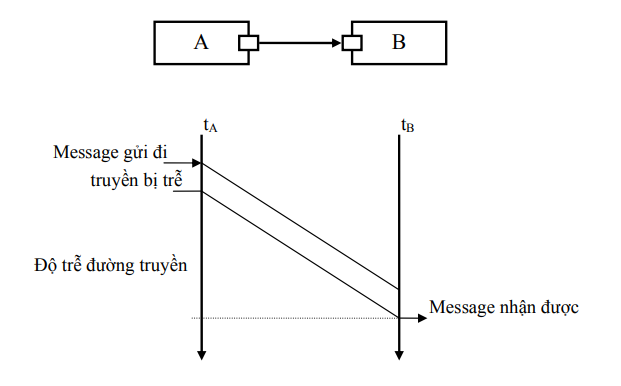 A
B
tA
tB
Message gửi đi
truyền bị trễ
Độ trễ đường truyền
Message nhận được